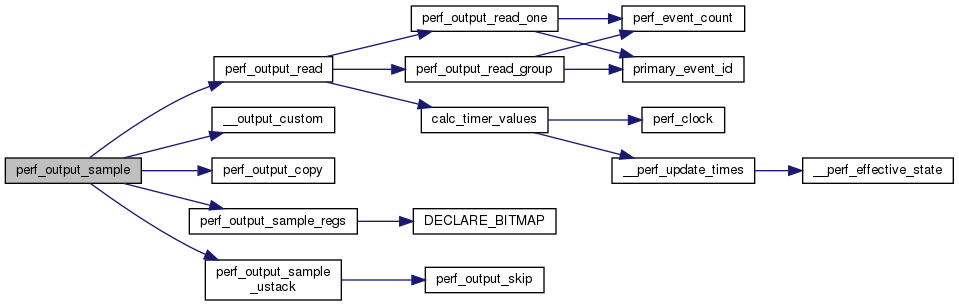 perf_output_sample
perf_output_read
perf_output_read_one
perf_event_count
perf_output_read_group
primary_event_id
calc_timer_values
perf_clock
__perf_update_times
__perf_effective_state
__output_custom
perf_output_copy
perf_output_sample_regs
DECLARE_BITMAP
perf_output_sample
_ustack
perf_output_skip